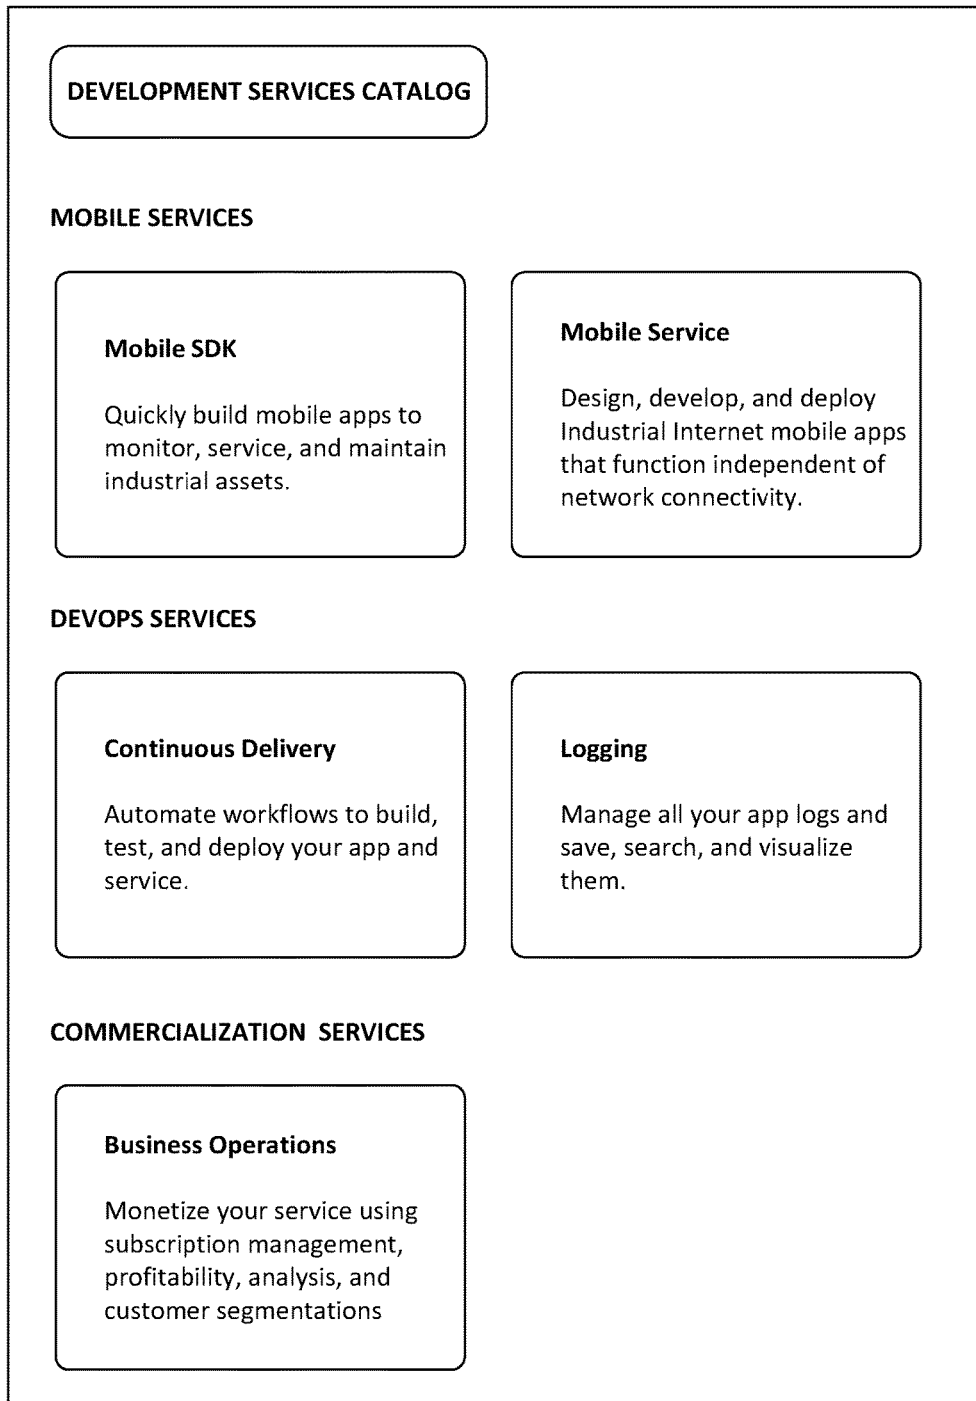 DEVELOPMENT SERVICES CATALOG
MOBILE SERVICES
Mobile SDK
Quickly build mobile apps to
monitor, service, and maintain
industrial assets.
Mobile Service
Design, develop, and deploy
Industrial Internet mobile apps
that function independent of
network connectivity.
DEVOPS SERVICES
Continuous Delivery
Automate workflows to build,
test, and deploy your app and
service.
Logging
Manage all your app logs and
save, search, and visualize
them.
COMMERCIALIZATION  SERVICES
Business Operations
Monetize your service using
subscription management,
profitability, analysis, and
customer segmentations